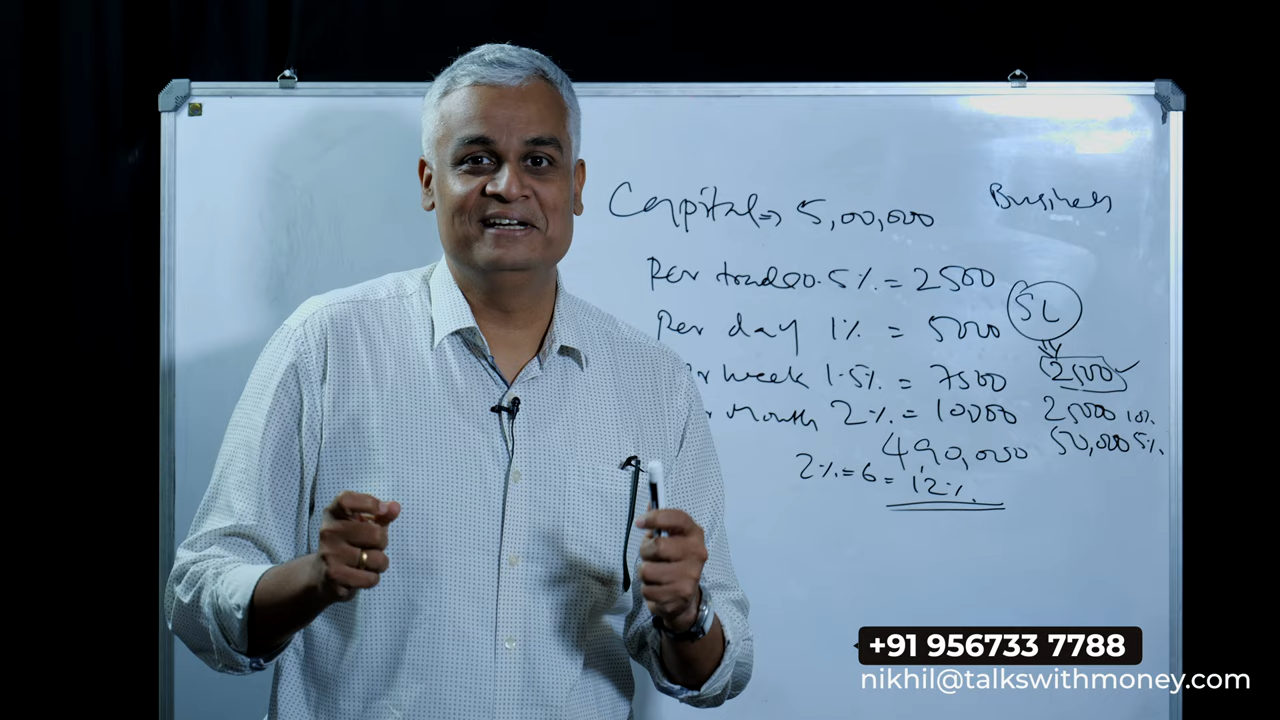 Capital => 5,00,000
Business
Per trade 0.5% = 2500
SL
Per day 1% = 5000
2500
Week 1.5% = 7500
Month 2% = 10000
25000 10%
490,000
50,000 5%
2% = 6 = 12%
+91 956733 7788
nikhil@talkswithmoney.com